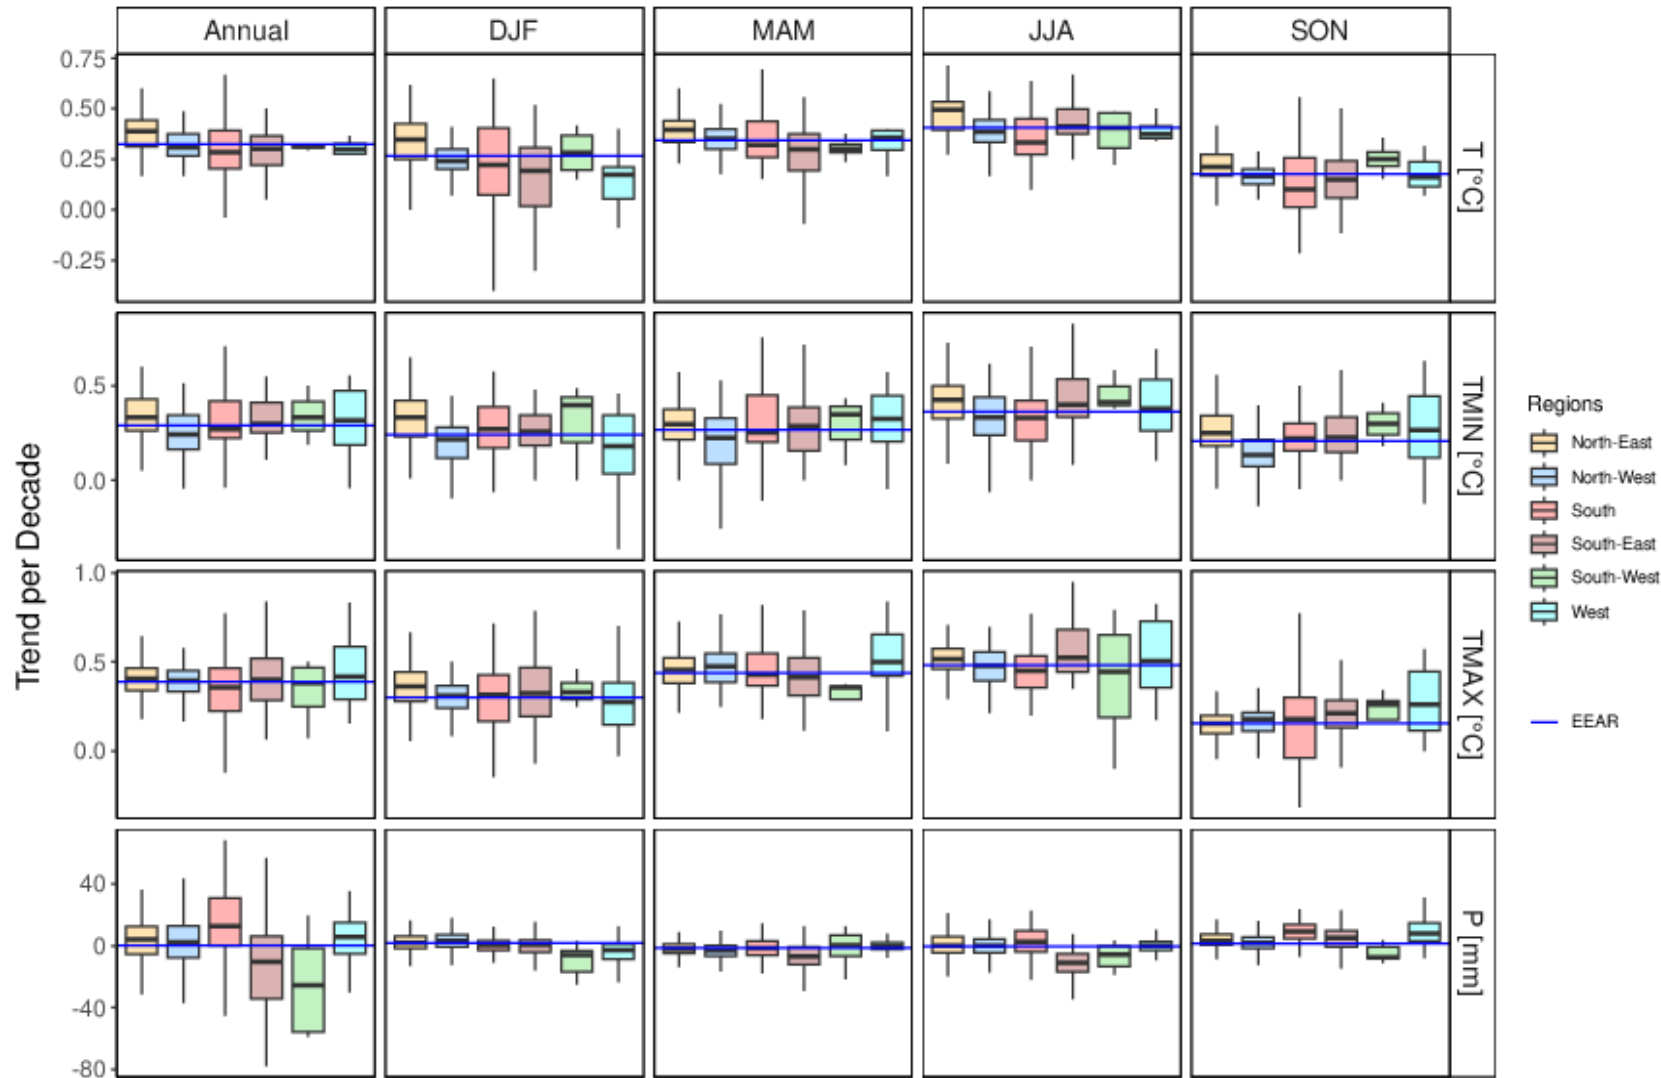 Annual DJF MAM JJA SON
0.75
0.50
0.25
0.00
-0.25
T [°C]
0.5
0.0
TMIN [°C]
1.0
0.5
0.0
TMAX [°C]
40
0
-40
-80
P [mm]
Trend per Decade
Regions
North-East
North-West
South
South-East
South-West
West
EEAR